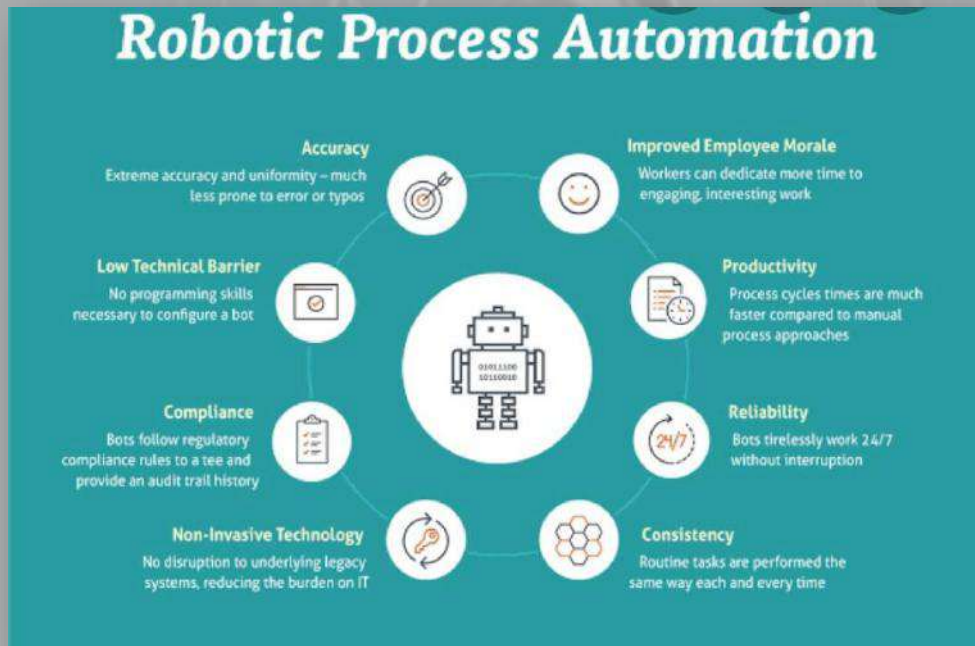 Robotic Process Automation
Accuracy
Extreme accuracy and uniformity – much
less prone to error or typos
Improved Employee Morale
Workers can dedicate more time to
engaging, interesting work
Low Technical Barrier
No programming skills
necessary to configure a bot
Productivity
Process cycles times are much
faster compared to manual
process approaches
01011100
10110010
Compliance
Bots follow regulatory
compliance rules to a tee and
provide an audit trail history
24/7
Reliability
Bots tirelessly work 24/7
without interruption
Non-Invasive Technology
No disruption to underlying legacy
systems, reducing the burden on IT
Consistency
Routine tasks are performed the
same way each and every time